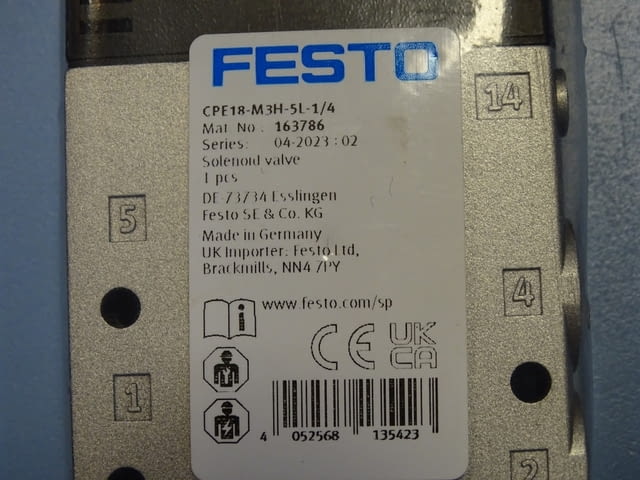 FESTO
CPE18-M3H-5L-1/4
Mat. No.: 163786
Series: 04-2023 : 02
Solenoid valve
1 pcs
DE-73734 Esslingen
Festo SE & Co. KG
Made in Germany
UK Importer: Festo Ltd,
Brackmills, NN4 7PY
www.festo.com/sp
CE UK
CA
4 052568 135423
14
5
4
1
2